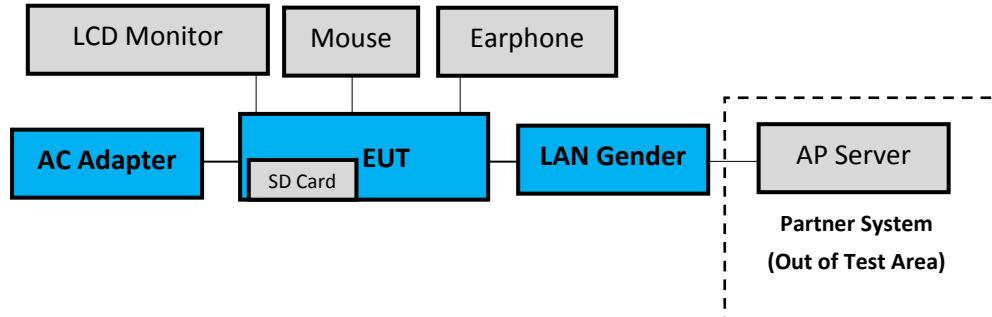 LCD Monitor
Mouse
Earphone
AC Adapter
EUT
SD Card
LAN Gender
AP Server
Partner System
(Out of Test Area)